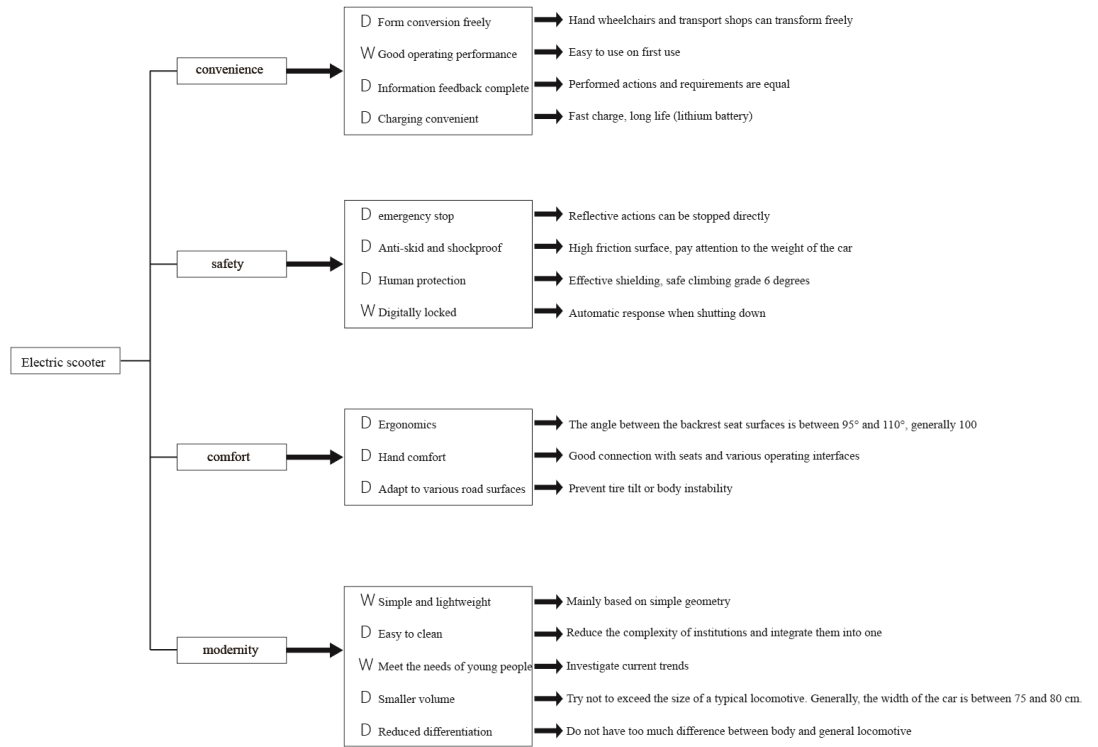 D Form conversion freely Hand wheelchairs and transport shops can transform freely
W Good operating performance Easy to use on first use
convenience
D Information feedback complete Performed actions and requirements are equal
D Charging convenient Fast charge, long life (lithium battery)
D emergency stop Reflective actions can be stopped directly
D Anti-skid and shockproof High friction surface, pay attention to the weight of the car
safety
D Human protection Effective shielding, safe climbing grade 6 degrees
W Digitally locked Automatic response when shutting down
Electric scooter
D Ergonomics The angle between the backrest seat surfaces is between 95° and 110°, generally 100
comfort
D Hand comfort Good connection with seats and various operating interfaces
D Adapt to various road surfaces Prevent tire tilt or body instability
W Simple and lightweight Mainly based on simple geometry
D Easy to clean Reduce the complexity of institutions and integrate them into one
modernity
W Meet the needs of young people Investigate current trends
D Smaller volume Try not to exceed the size of a typical locomotive. Generally, the width of the car is between 75 and 80 cm.
D Reduced differentiation Do not have too much difference between body and general locomotive